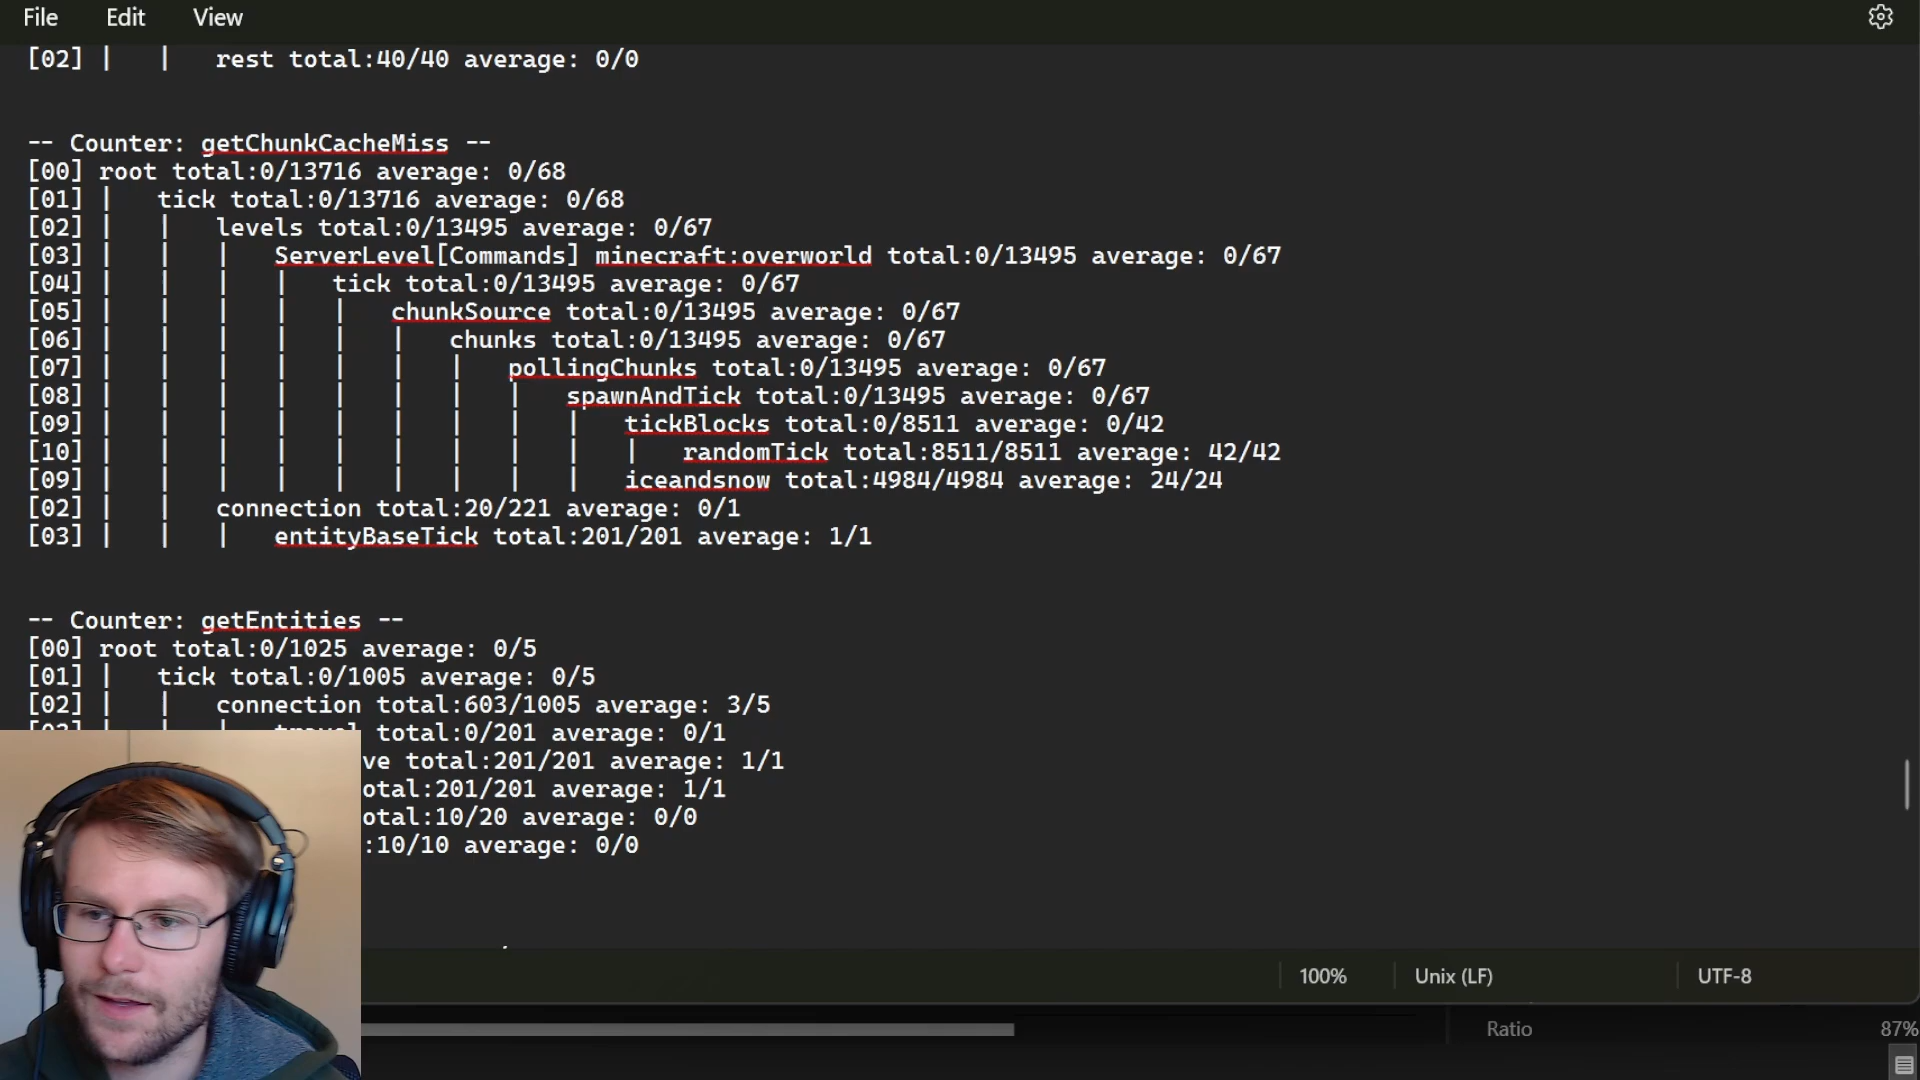 File Edit View
[02] | | rest total:40/40 average: 0/0
-- Counter: getChunkCacheMiss --
[00] root total:0/13716 average: 0/68
[01] | tick total:0/13716 average: 0/68
[02] | | levels total:0/13495 average: 0/67
[03] | | | ServerLevel[Commands] minecraft:overworld total:0/13495 average: 0/67
[04] | | | | tick total:0/13495 average: 0/67
[05] | | | | | chunkSource total:0/13495 average: 0/67
[06] | | | | | | chunks total:0/13495 average: 0/67
[07] | | | | | | | pollingChunks total:0/13495 average: 0/67
[08] | | | | | | | | spawnAndTick total:0/13495 average: 0/67
[09] | | | | | | | | | tickBlocks total:0/8511 average: 0/42
[10] | | | | | | | | | | randomTick total:8511/8511 average: 42/42
[09] | | | | | | | | | iceandsnow total:4984/4984 average: 24/24
[02] | | connection total:20/221 average: 0/1
[03] | | | entityBaseTick total:201/201 average: 1/1
-- Counter: getEntities --
[00] root total:0/1025 average: 0/5
[01] | tick total:0/1005 average: 0/5
[02] | | connection total:603/1005 average: 3/5
total:0/201 average: 0/1
ve total:201/201 average: 1/1
otal:201/201 average: 1/1
otal:10/20 average: 0/0
:10/10 average: 0/0
100% Unix (LF) UTF-8
Ratio 87%